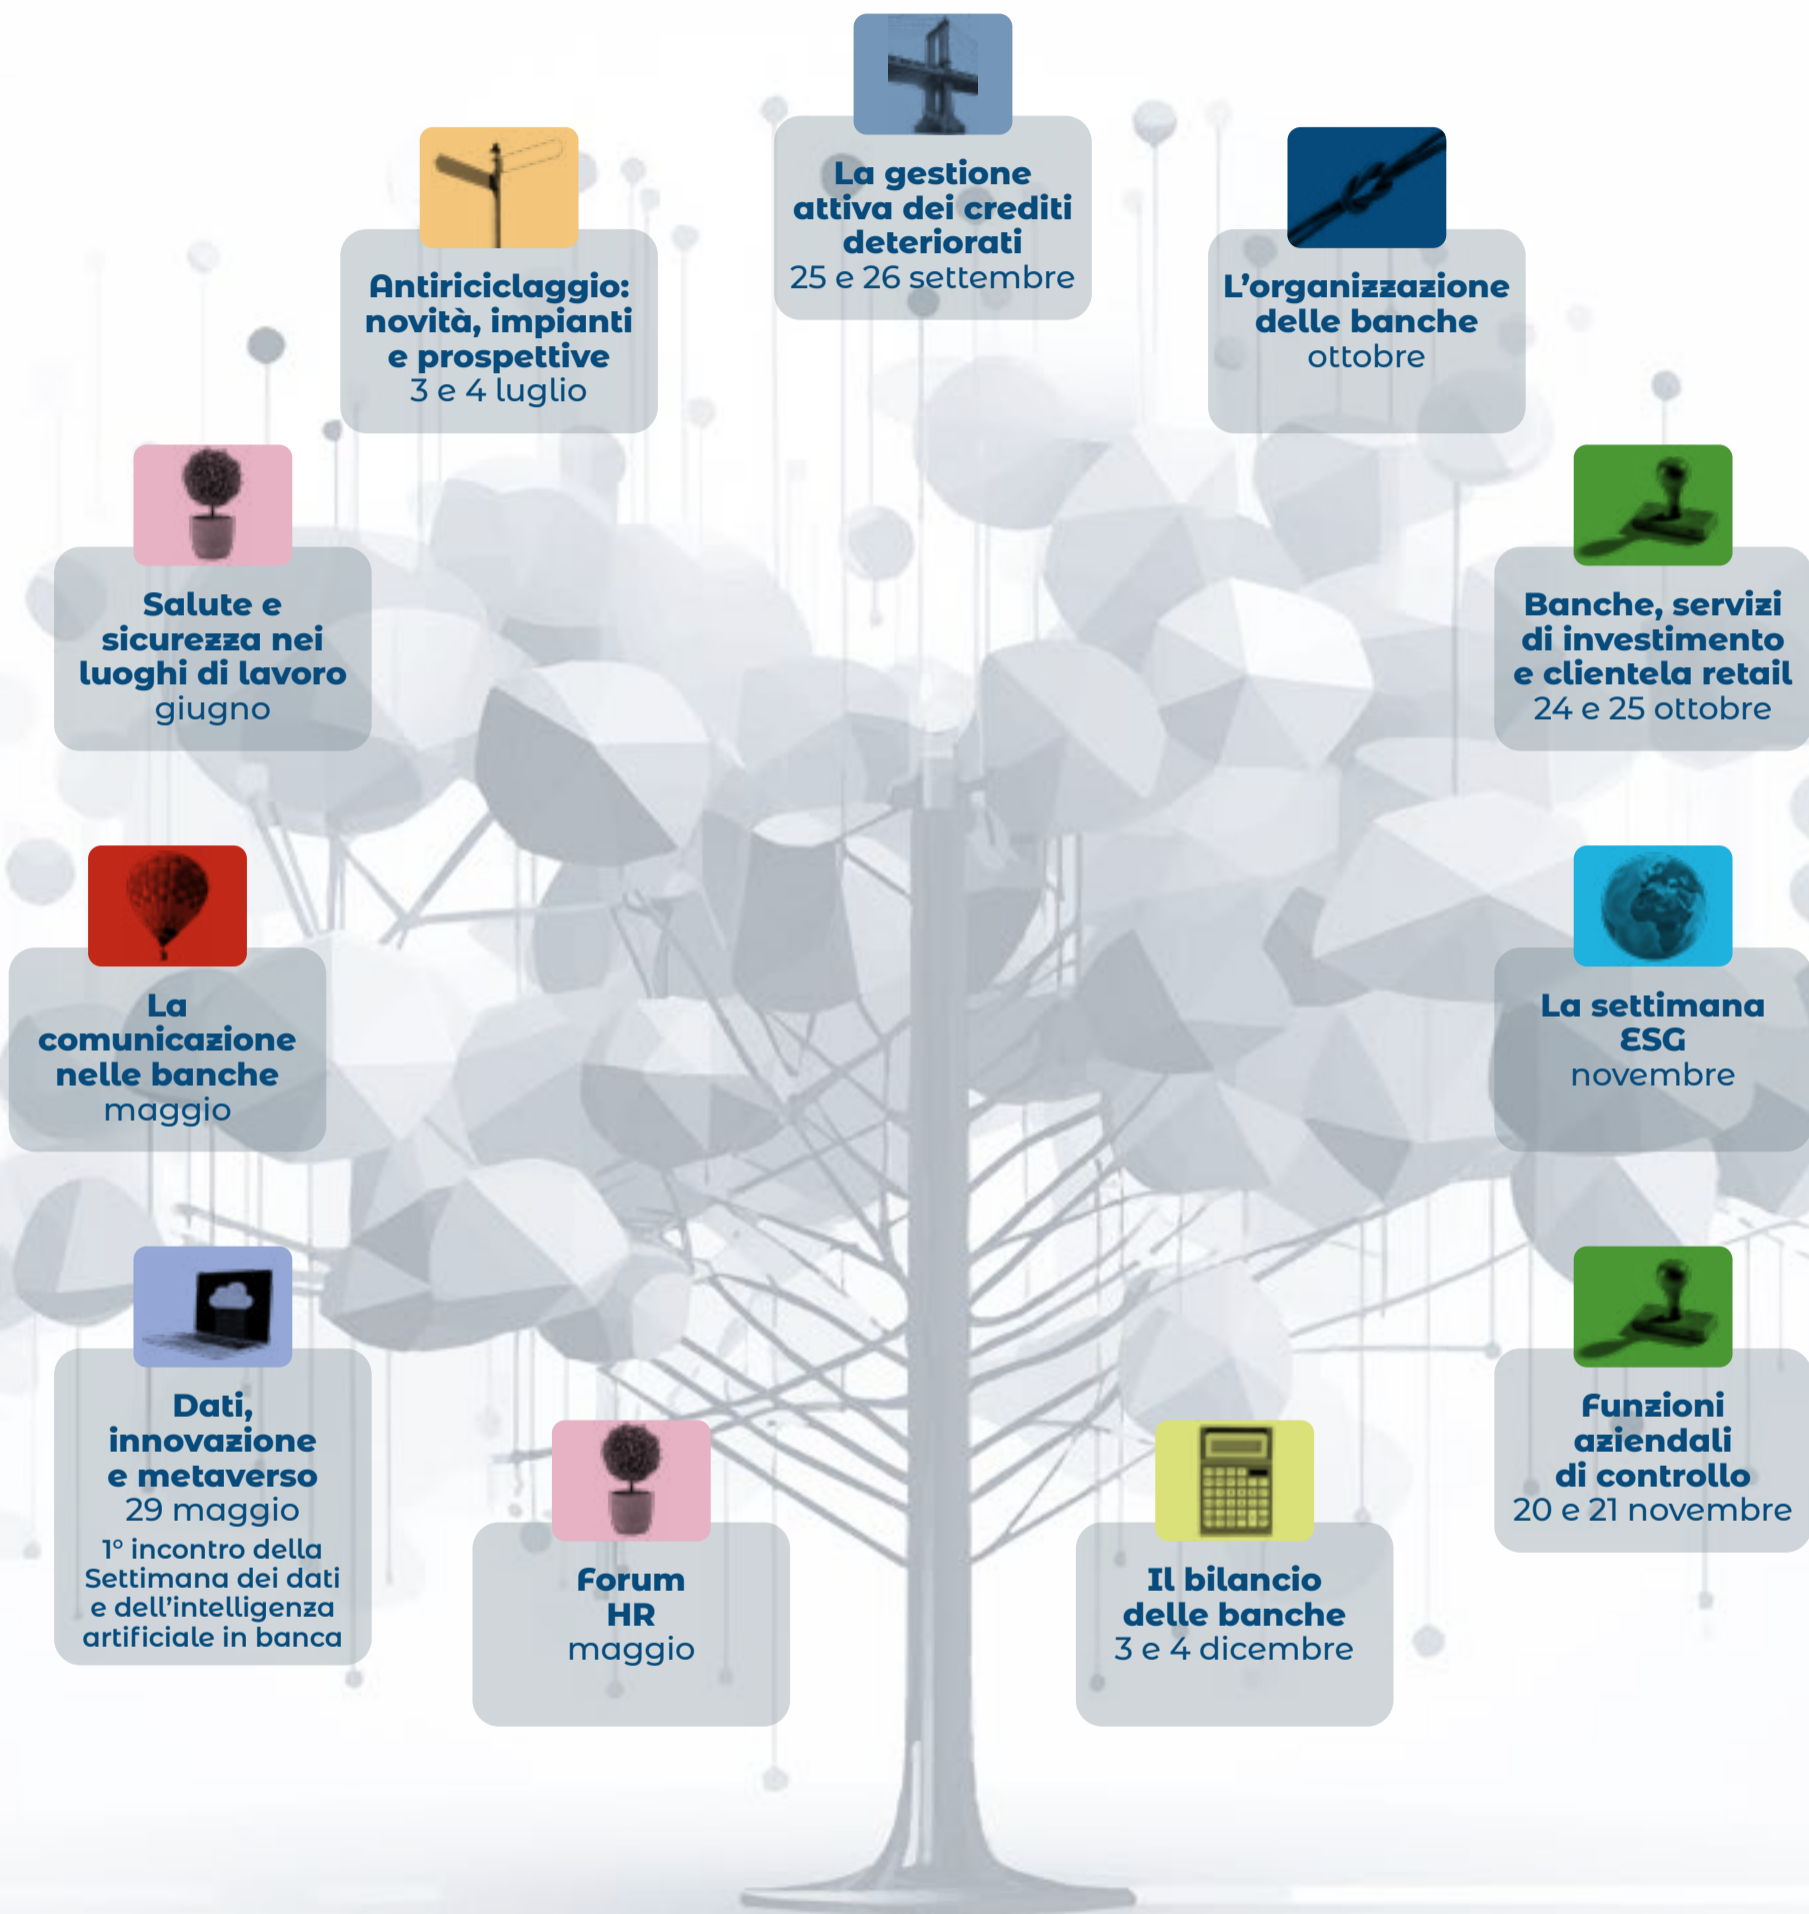 La gestione
attiva dei crediti
deteriorati
25 e 26 settembre
Antiriciclaggio:
novità, impianti
e prospettive
3 e 4 luglio
L'organizzazione
delle banche
ottobre
Salute e
sicurezza nei
luoghi di lavoro
giugno
Banche, servizi
di investimento
e clientela retail
24 e 25 ottobre
La
comunicazione
nelle banche
maggio
La settimana
ESG
novembre
Dati,
innovazione
e metaverso
29 maggio
1° incontro della
Settimana dei dati
e dell'intelligenza
artificiale in banca
Forum
HR
maggio
Il bilancio
delle banche
3 e 4 dicembre
Funzioni
aziendali
di controllo
20 e 21 novembre